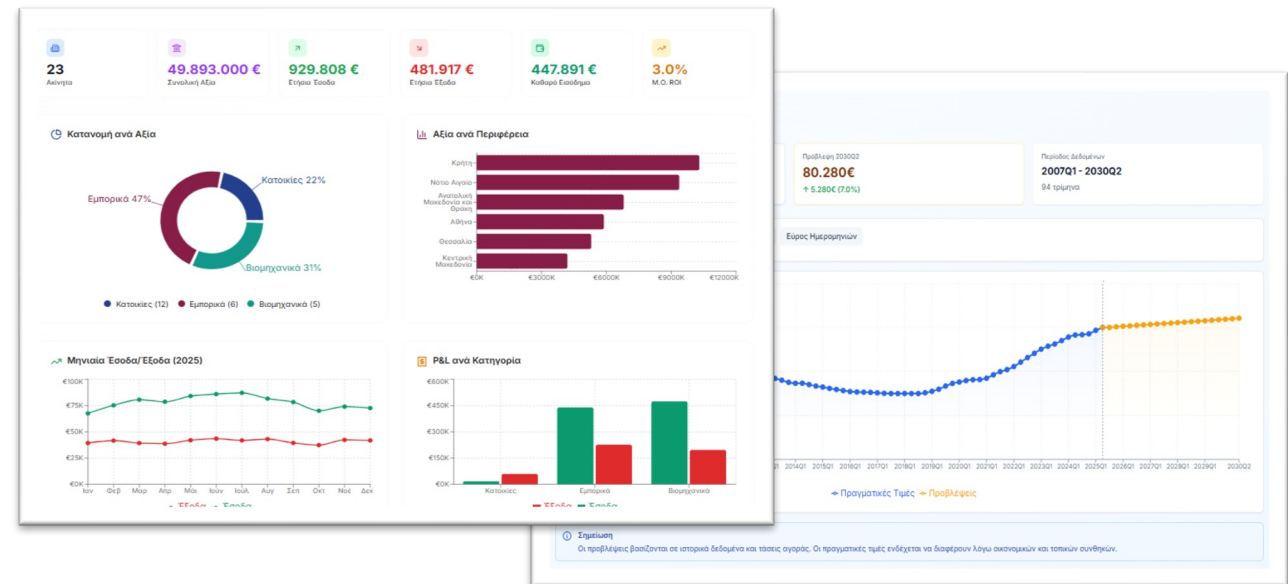 23
Ακίνητα
49.893.000 €
Συνολική Αξία
929.808 €
Ετήσια Έσοδα
481.917 €
Ετήσια Έξοδα
447.891 €
Καθαρό Εισόδημα
3.0%
Μ.Ο. ROI
Κατανομή ανά Αξία
Κατοικίες 22%
Εμπορικά 47%
Βιομηχανικά 31%
Κατοικίες (12) Εμπορικά (6) Βιομηχανικά (5)
Αξία ανά Περιφέρεια
Κρήτη
Νότιο Αιγαίο
Ανατολική
Μακεδονία και
Θράκη
Αθήνα
Θεσσαλία
Κεντρική
Μακεδονία
€0K €3000K €6000K €9000K €12000K
Μηνιαία Έσοδα/Έξοδα (2025)
€100K
€75K
€50K
€25K
€0K
Ιαν Φεβ Μαρ Απρ Μάι Ιούν Ιούλ Αύγ Σεπ Οκτ Νοέ Δεκ
Έξοδα Έσοδα
P&L ανά Κατηγορία
€600K
€450K
€300K
€150K
€0K
Κατοικίες Εμπορικά Βιομηχανικά
Έξοδα Έσοδα
Πρόβλεψη 2030Q2
80.280€
↑ 5.280€ (7.0%)
Περίοδος Δεδομένων
2007Q1 - 2030Q2
94 τρίμηνα
Εύρος Ημερομηνιών
2014Q1 2015Q1 2016Q1 2017Q1 2018Q1 2019Q1 2020Q1 2021Q1 2022Q1 2023Q1 2024Q1 2025Q1 2026Q1 2027Q1 2028Q1 2029Q1 2030Q2
Πραγματικές Τιμές Προβλέψεις
Σημείωση
Οι προβλέψεις βασίζονται σε ιστορικά δεδομένα και τάσεις αγοράς. Οι πραγματικές τιμές ενδέχεται να διαφέρουν λόγω οικονομικών και τοπικών συνθηκών.